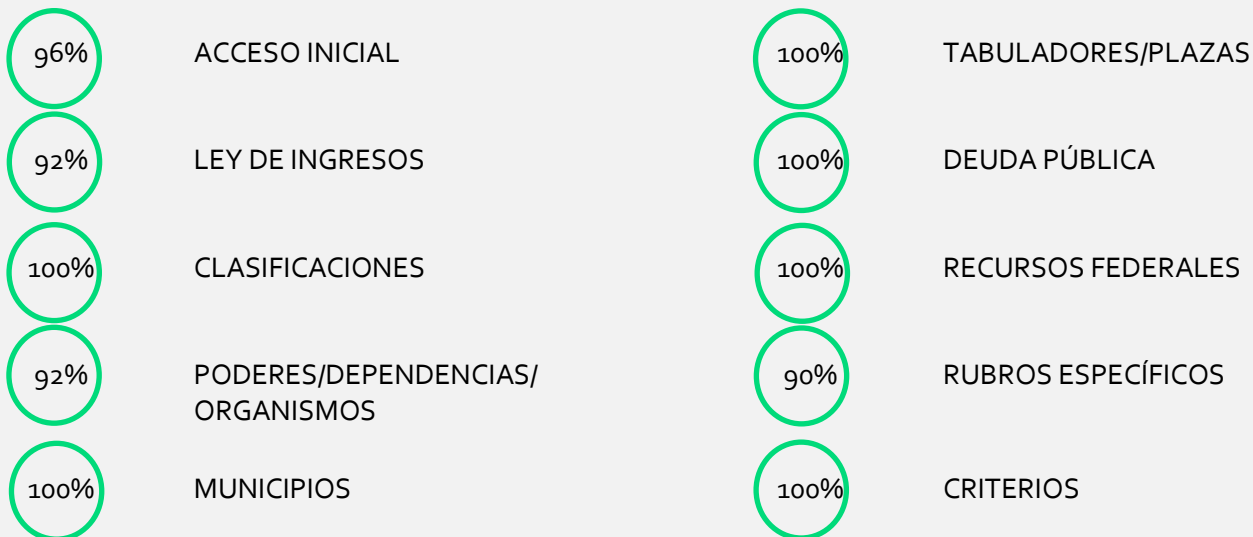 96% ACCESO INICIAL
92% LEY DE INGRESOS
100% CLASIFICACIONES
92% PODERES/DEPENDENCIAS/
ORGANISMOS
100% MUNICIPIOS
100% TABULADORES/PLAZAS
100% DEUDA PÚBLICA
100% RECURSOS FEDERALES
90% RUBROS ESPECÍFICOS
100% CRITERIOS